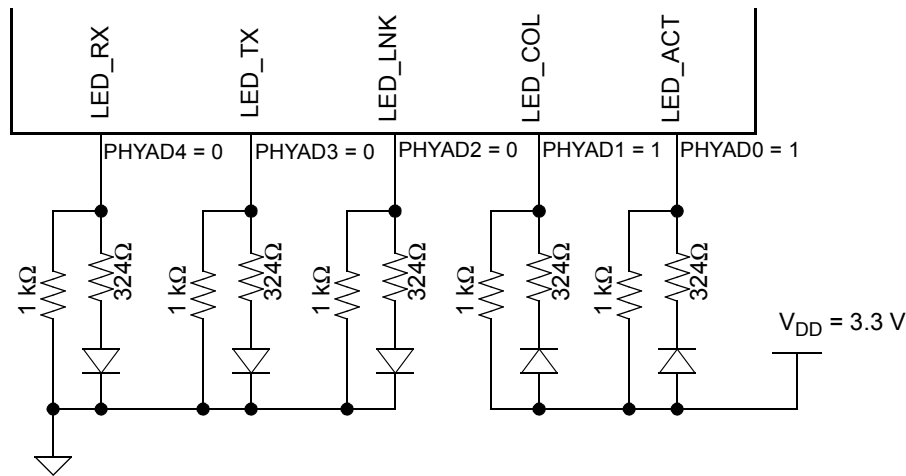 LED_RX
LED_TX
LED_LNK
LED_COL
LED_ACT
PHYAD4 = 0
PHYAD3 = 0
PHYAD2 = 0
PHYAD1 = 1
PHYAD0 = 1
1 kΩ
324Ω
1 kΩ
324Ω
1 kΩ
324Ω
1 kΩ
324Ω
1 kΩ
324Ω
VDD = 3.3 V